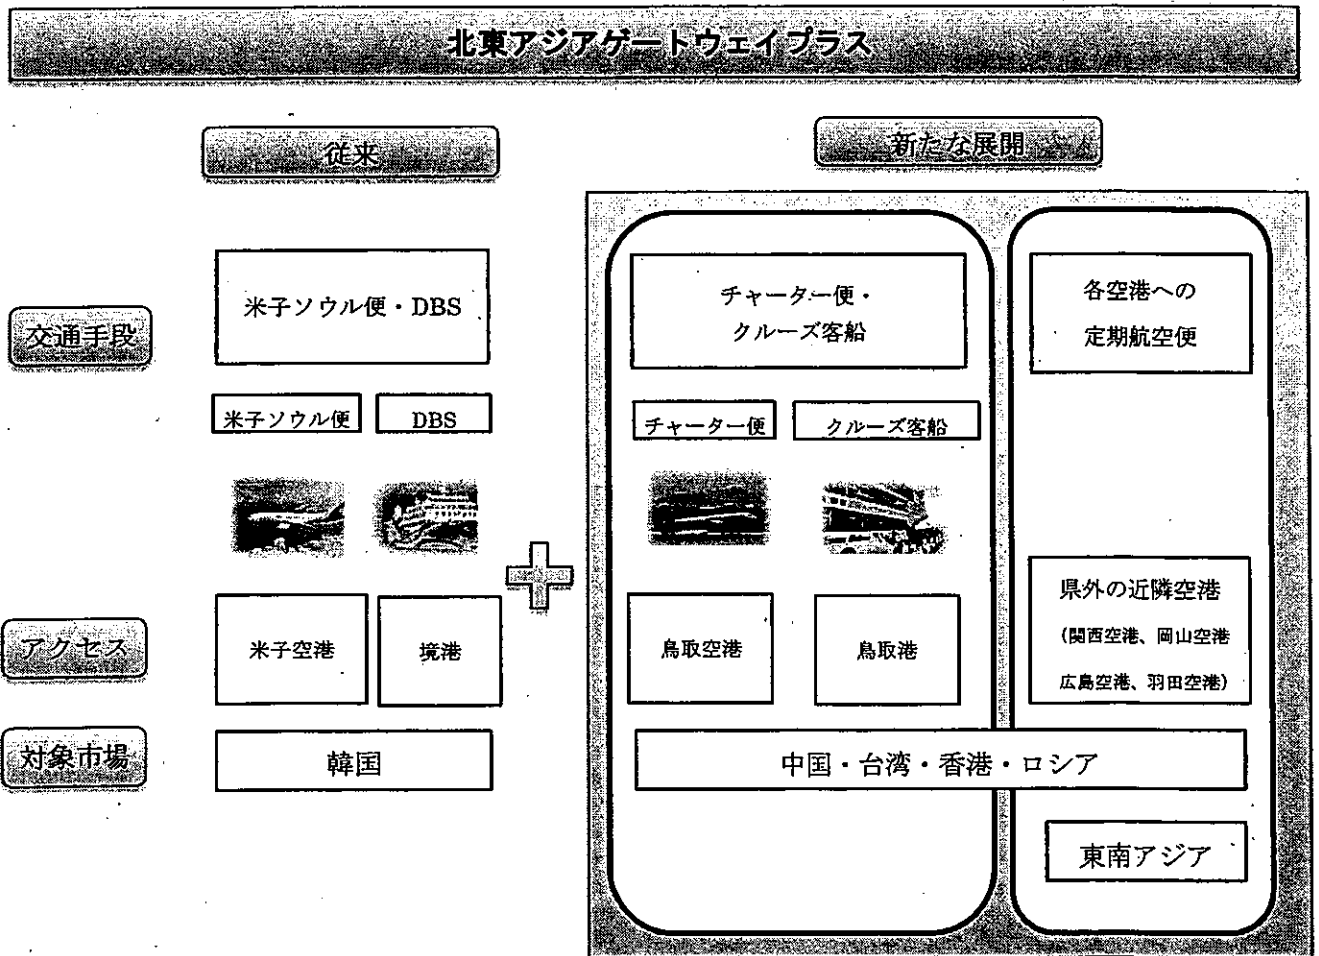 北東アジアゲートウェイプラス
従来
新たな展開
交通手段
米子ソウル便・DBS
チャーター便・
クルーズ客船
各空港への
定期航空便
米子ソウル便
DBS
チャーター便
クルーズ客船
アクセス
米子空港
境港
鳥取空港
鳥取港
県外の近隣空港
(関西空港、岡山空港
広島空港、羽田空港)
対象市場
韓国
中国・台湾・香港・ロシア
東南アジア